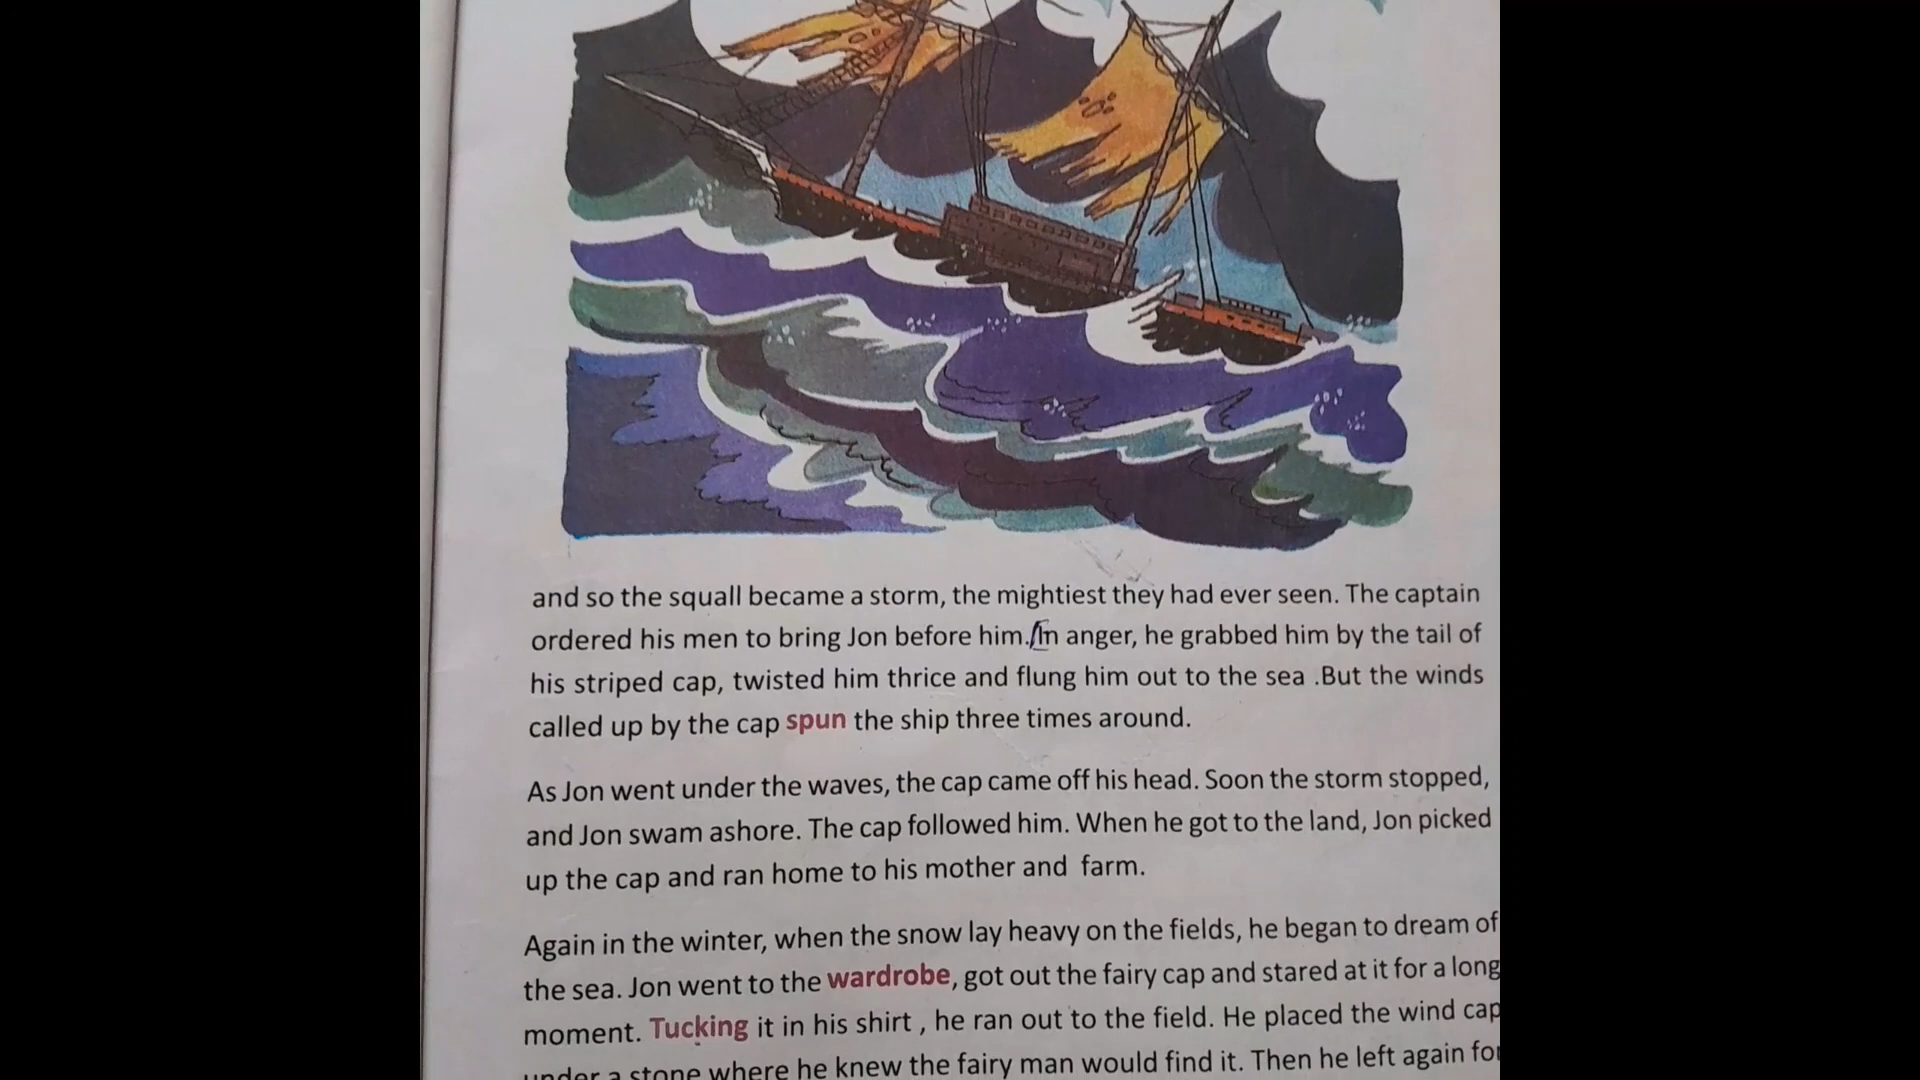 and so the squall became a storm, the mightiest they had ever seen. The captain
ordered his men to bring Jon before him. In anger, he grabbed him by the tail of
his striped cap, twisted him thrice and flung him out to the sea .But the winds
called up by the cap spun the ship three times around.
As Jon went under the waves, the cap came off his head. Soon the storm stopped,
and Jon swam ashore. The cap followed him. When he got to the land, Jon picked
up the cap and ran home to his mother and farm.
Again in the winter, when the snow lay heavy on the fields, he began to dream of
the sea. Jon went to the wardrobe, got out the fairy cap and stared at it for a long
moment. Tucking it in his shirt , he ran out to the field. He placed the wind cap
under a stone where he knew the fairy man would find it. Then he left again for